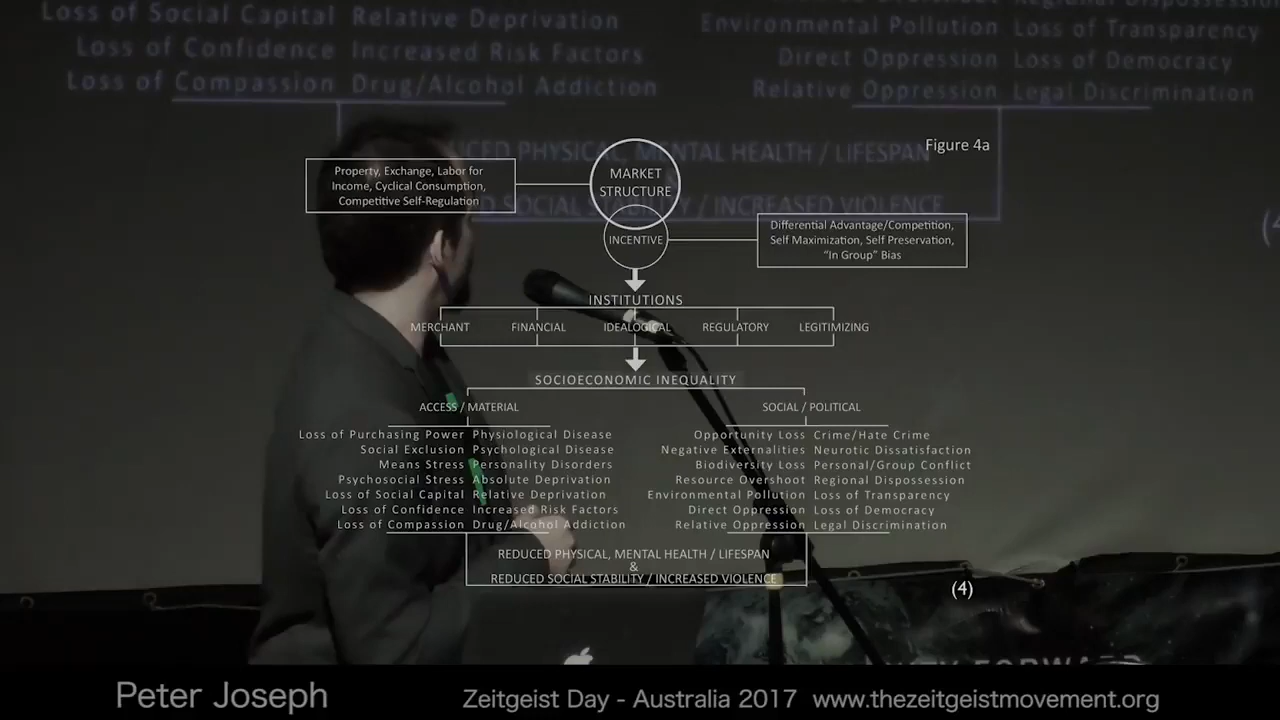 Loss of Social Capital Relative Deprivation
Loss of Confidence Increased Risk Factors
Loss of Compassion Drug/Alcohol Addiction
Environmental Pollution Loss of Transparency
Direct Oppression Loss of Democracy
Relative Oppression Legal Discrimination
PHYSICAL, MENTAL HEALTH / LIFESPAN
SOCIAL STABILITY / INCREASED VIOLENCE
Figure 4a
Property, Exchange, Labor for
Income, Cyclical Consumption,
Competitive Self-Regulation
MARKET
STRUCTURE
INCENTIVE
Differential Advantage/Competition,
Self Maximization, Self Preservation,
“In Group” Bias
INSTITUTIONS
MERCHANT FINANCIAL IDEALOGICAL REGULATORY LEGITIMIZING
SOCIOECONOMIC INEQUALITY
ACCESS / MATERIAL
Loss of Purchasing Power Physiological Disease
Social Exclusion Psychological Disease
Means Stress Personality Disorders
Psychosocial Stress Absolute Deprivation
Loss of Social Capital Relative Deprivation
Loss of Confidence Increased Risk Factors
Loss of Compassion Drug/Alcohol Addiction
SOCIAL / POLITICAL
Opportunity Loss Crime/Hate Crime
Negative Externalities Neurotic Dissatisfaction
Biodiversity Loss Personal/Group Conflict
Resource Overshoot Regional Dispossession
Environmental Pollution Loss of Transparency
Direct Oppression Loss of Democracy
Relative Oppression Legal Discrimination
REDUCED PHYSICAL, MENTAL HEALTH / LIFESPAN
&
REDUCED SOCIAL STABILITY / INCREASED VIOLENCE
(4)
Peter Joseph
Zeitgeist Day - Australia 2017 www.thezeitgeistmovement.org